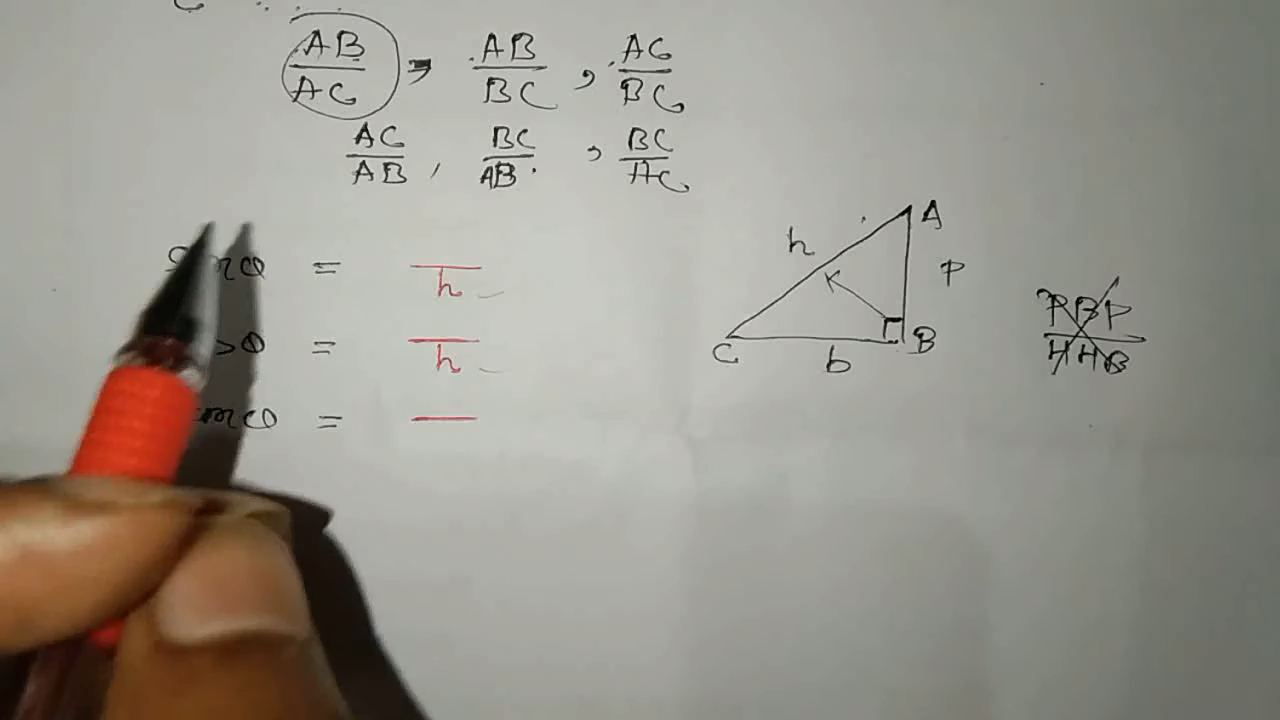 AB/AC, AB/BC, AC/BC
AC/AB, BC/AB, BC/AC
= /h
= /h
= —
A
h
P
C
b
B
PBP
HHB